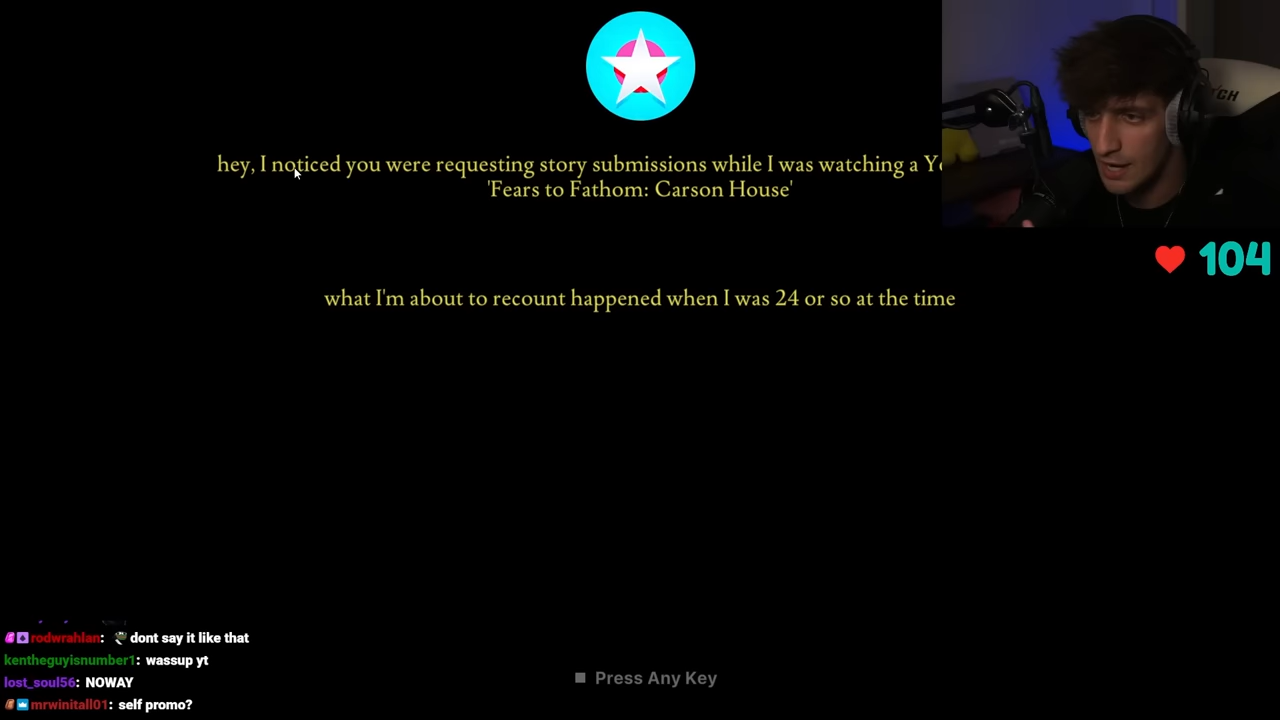 hey, I noticed you were requesting story submissions while I was watching a
'Fears to Fathom: Carson House'
104
what I'm about to recount happened when I was 24 or so at the time
rodwrahlan: dont say it like that
kentheguyisnumber1: wassup yt
lost_soul56: NOWAY
mrwinitall01: self promo?
Press Any Key